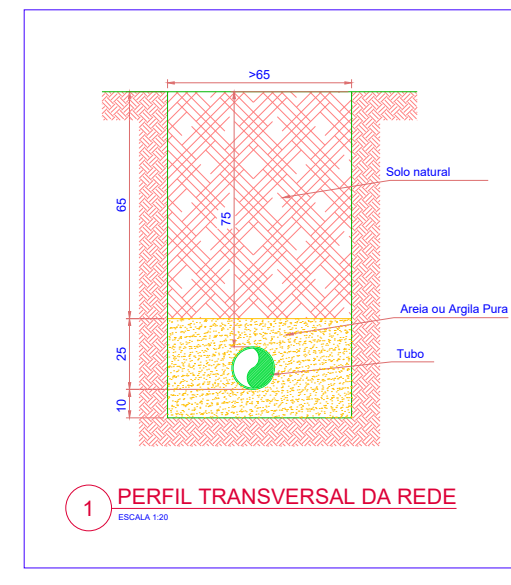 >65
Solo natural
65
75
Areia ou Argila Pura
25
Tubo
10
1
PERFIL TRANSVERSAL DA REDE
ESCALA 1:20